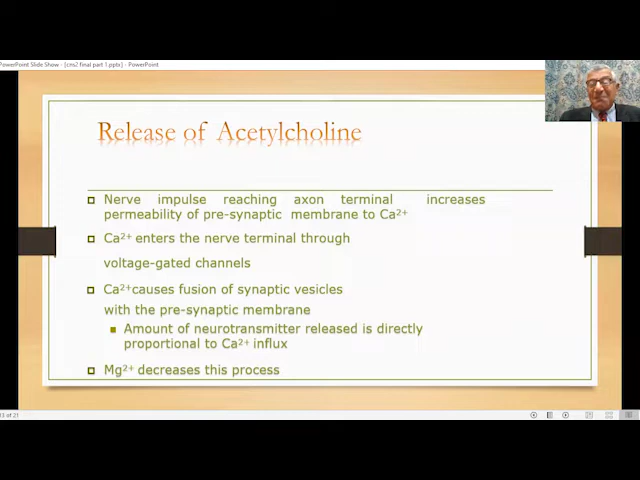 PowerPoint Slide Show - [cms2 final part 1.pptx] - PowerPoint
Release of Acetylcholine
Nerve impulse reaching axon terminal increases
permeability of pre-synaptic membrane to Ca²⁺
Ca²⁺ enters the nerve terminal through
voltage-gated channels
Ca²⁺causes fusion of synaptic vesicles
with the pre-synaptic membrane
Amount of neurotransmitter released is directly
proportional to Ca²⁺ influx
Mg²⁺ decreases this process
13 of 21